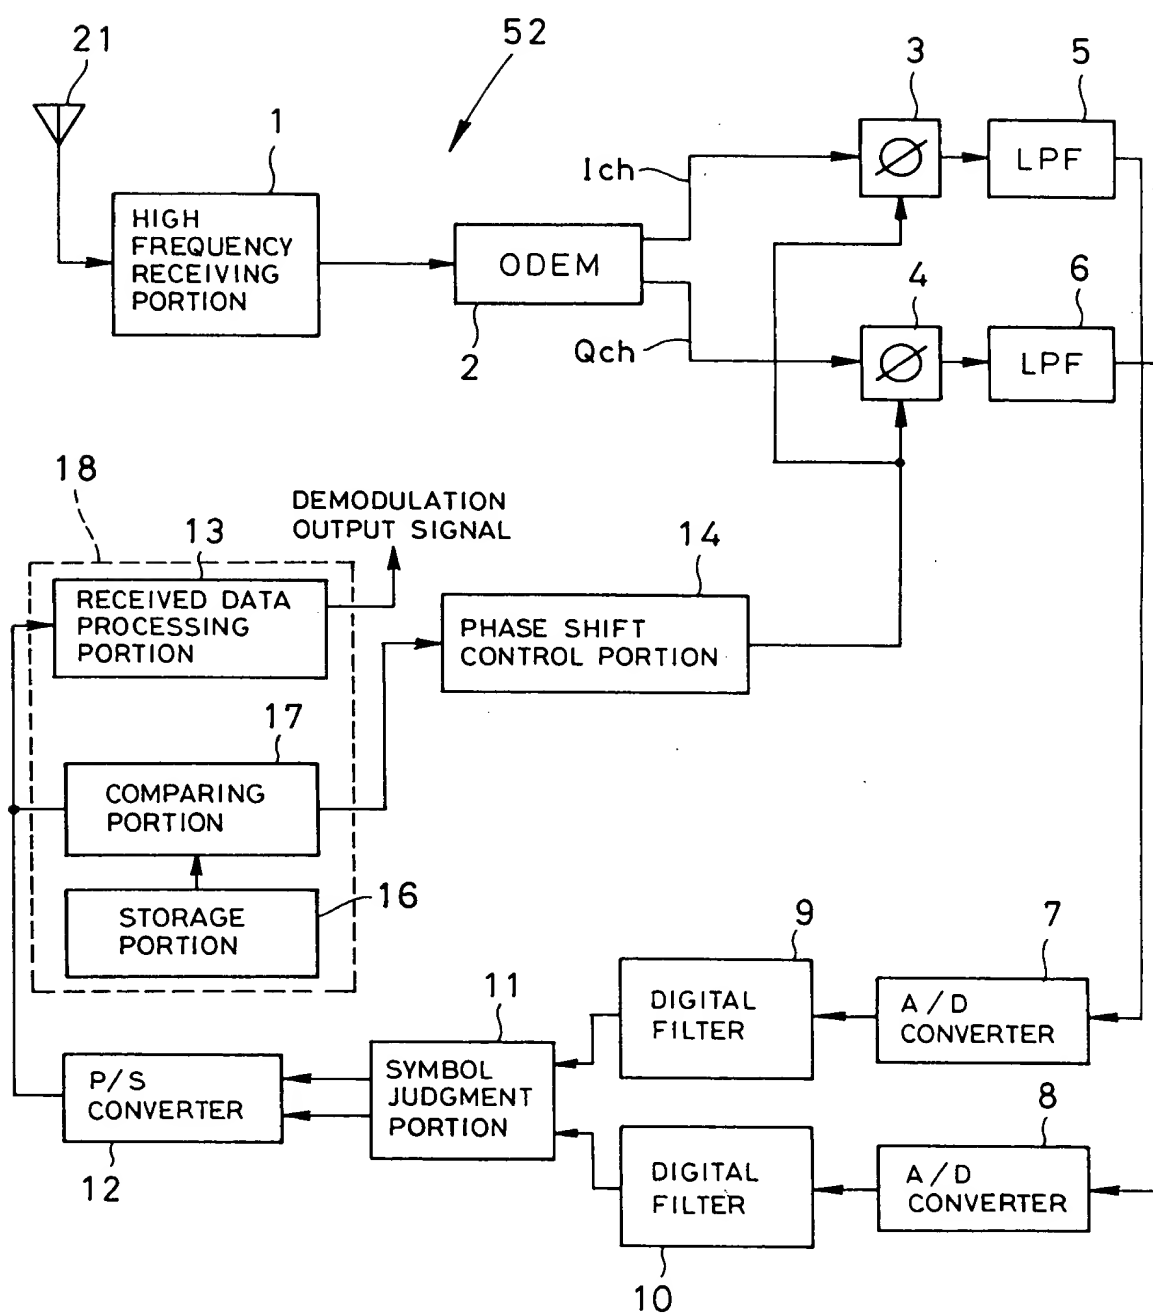 21
52
1
HIGH
FREQUENCY
RECEIVING
PORTION
ODEM
2
Ich
Qch
3
5
LPF
4
6
LPF
18
DEMODULATION
OUTPUT SIGNAL
13
RECEIVED DATA
PROCESSING
PORTION
14
PHASE SHIFT
CONTROL PORTION
17
COMPARING
PORTION
16
STORAGE
PORTION
9
DIGITAL
FILTER
7
A/D
CONVERTER
11
SYMBOL
JUDGMENT
PORTION
P/S
CONVERTER
12
DIGITAL
FILTER
10
8
A/D
CONVERTER